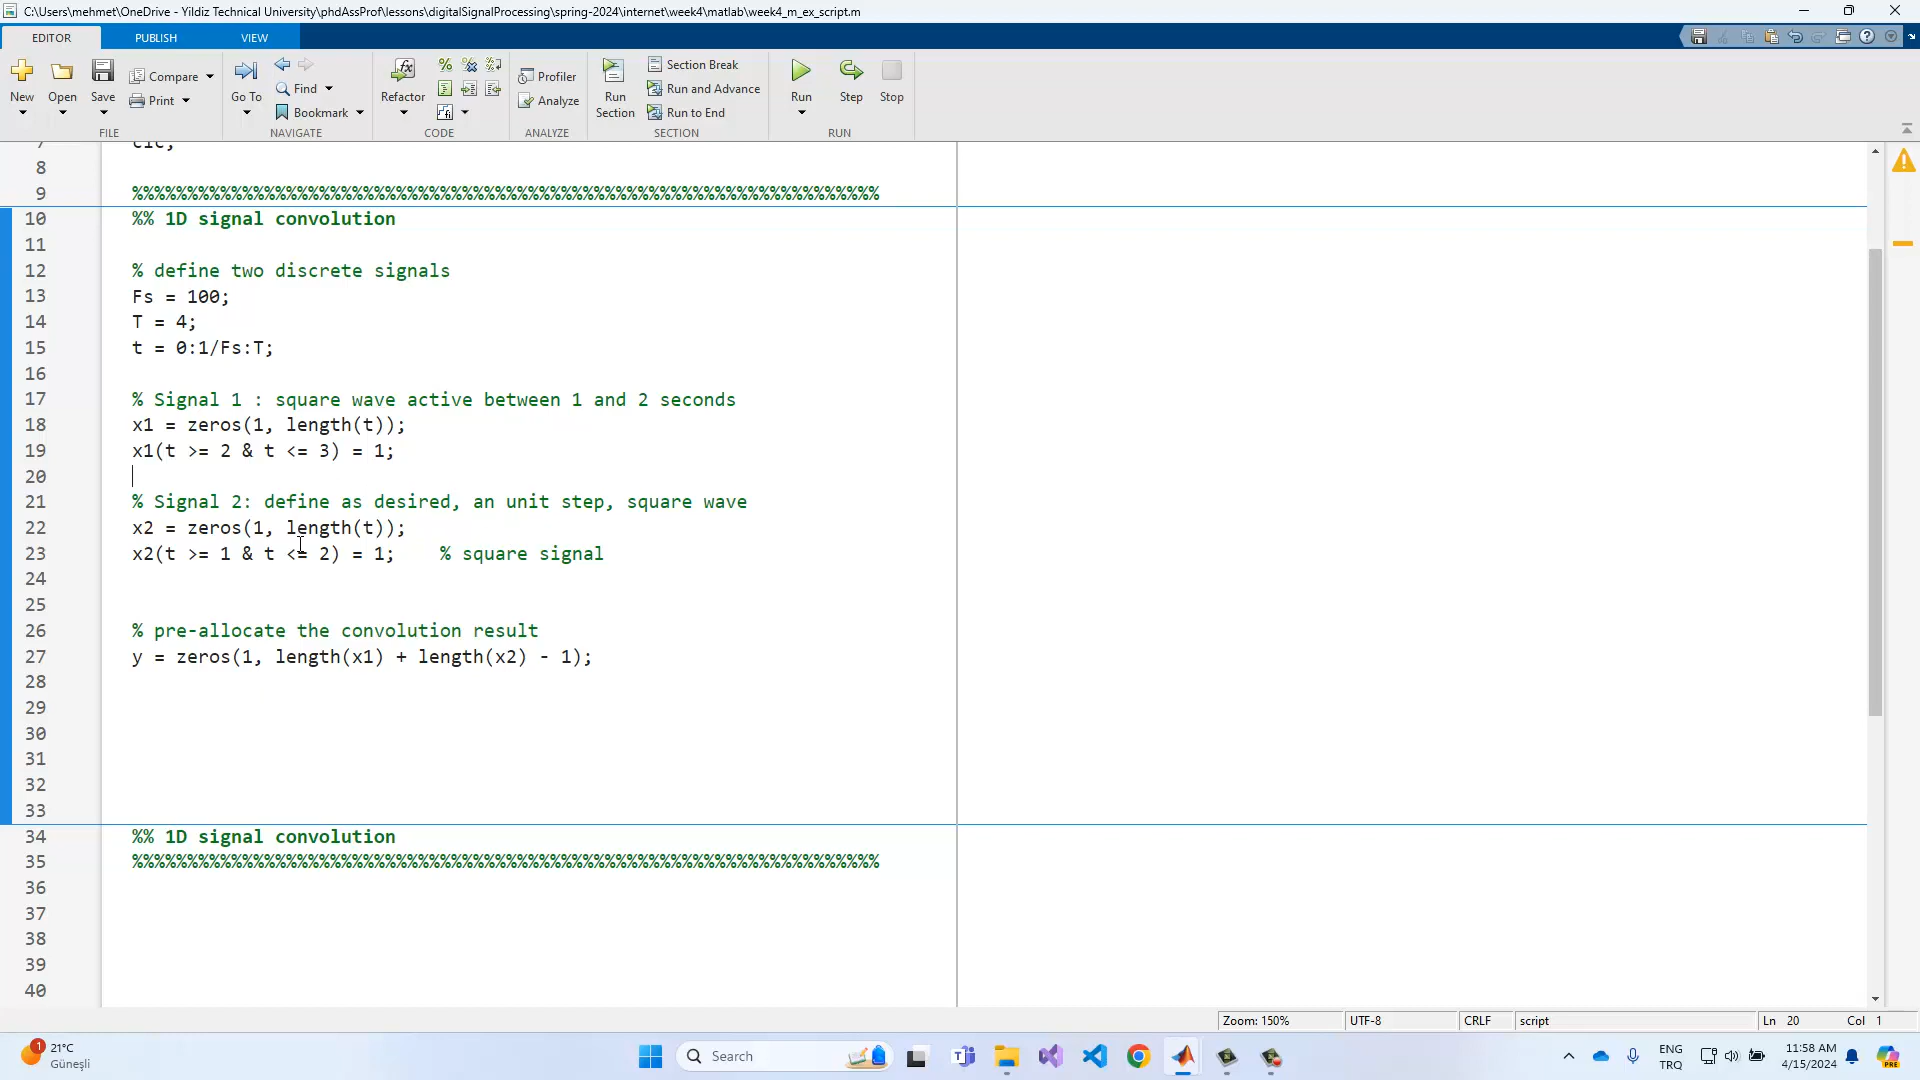 C:\Users\mehmet\OneDrive - Yildiz Technical University\phdAssProf\lessons\digitalSignalProcessing\spring-2024\internet\week4\matlab\week4_m_ex_script.m
EDITOR PUBLISH VIEW
New Open Save Compare Print
Go To Find Bookmark
Refactor
Profiler Analyze
Run Section Section Break Run and Advance Run to End
Run Step Stop
FILE NAVIGATE CODE ANALYZE SECTION RUN
7 clc;
8
9 %%%%%%%%%%%%%%%%%%%%%%%%%%%%%%%%%%%%%%%%%%%%%%%%%%%%%%%%%%%%%%%%%%%%
10 %% 1D signal convolution
11
12 % define two discrete signals
13 Fs = 100;
14 T = 4;
15 t = 0:1/Fs:T;
16
17 % Signal 1 : square wave active between 1 and 2 seconds
18 x1 = zeros(1, length(t));
19 x1(t >= 2 & t <= 3) = 1;
20
21 % Signal 2: define as desired, an unit step, square wave
22 x2 = zeros(1, length(t));
23 x2(t >= 1 & t <= 2) = 1;    % square signal
24
25
26 % pre-allocate the convolution result
27 y = zeros(1, length(x1) + length(x2) - 1);
28
29
30
31
32
33
34 %% 1D signal convolution
35 %%%%%%%%%%%%%%%%%%%%%%%%%%%%%%%%%%%%%%%%%%%%%%%%%%%%%%%%%%%%%%%%%%%%
36
37
38
39
40
Zoom: 150% UTF-8 CRLF script Ln 20 Col 1
1 21°C
Güneşli
Search
ENG
TRQ
11:58 AM
4/15/2024
PRE